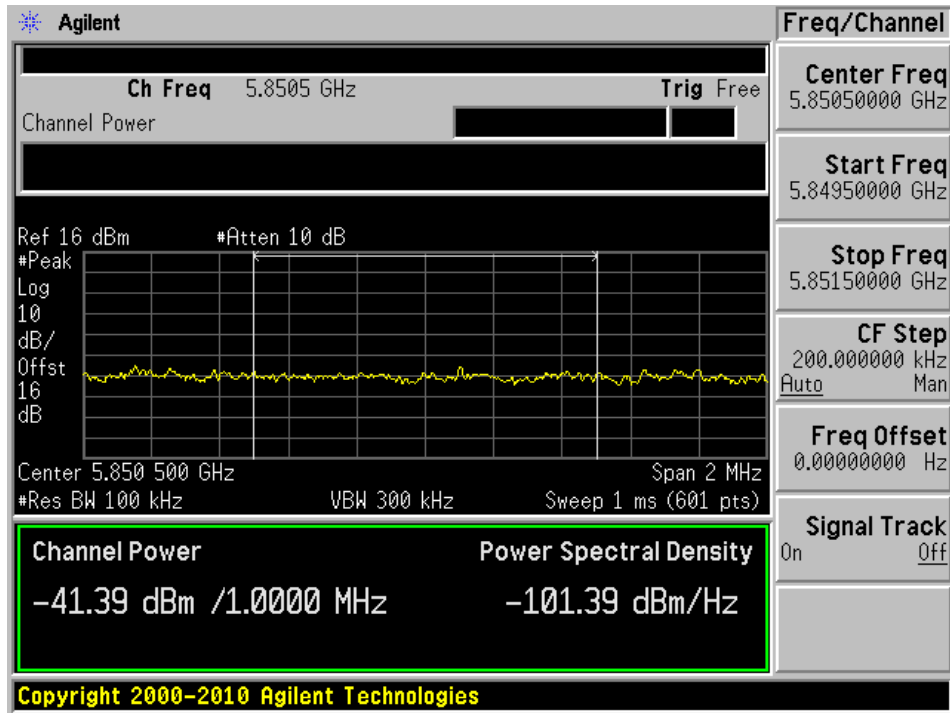 Agilent
Ch Freq 5.8505 GHz Trig Free
Channel Power
Ref 16 dBm #Atten 10 dB
#Peak
Log
10
dB/
Offst
16
dB
Center 5.850 500 GHz Span 2 MHz
#Res BW 100 kHz VBW 300 kHz Sweep 1 ms (601 pts)
Channel Power Power Spectral Density
-41.39 dBm /1.0000 MHz -101.39 dBm/Hz
Copyright 2000-2010 Agilent Technologies
Freq/Channel
Center Freq
5.85050000 GHz
Start Freq
5.84950000 GHz
Stop Freq
5.85150000 GHz
CF Step
200.000000 kHz
Auto Man
Freq Offset
0.00000000 Hz
Signal Track
On Off